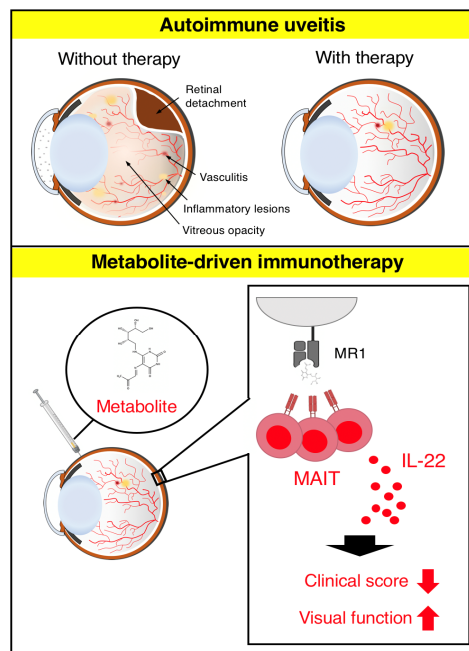 Autoimmune uveitis
Without therapy
With therapy
Retinal
detachment
Vasculitis
Inflammatory lesions
Vitreous opacity
Metabolite-driven immunotherapy
Metabolite
MR1
MAIT
IL-22
Clinical score
Visual function